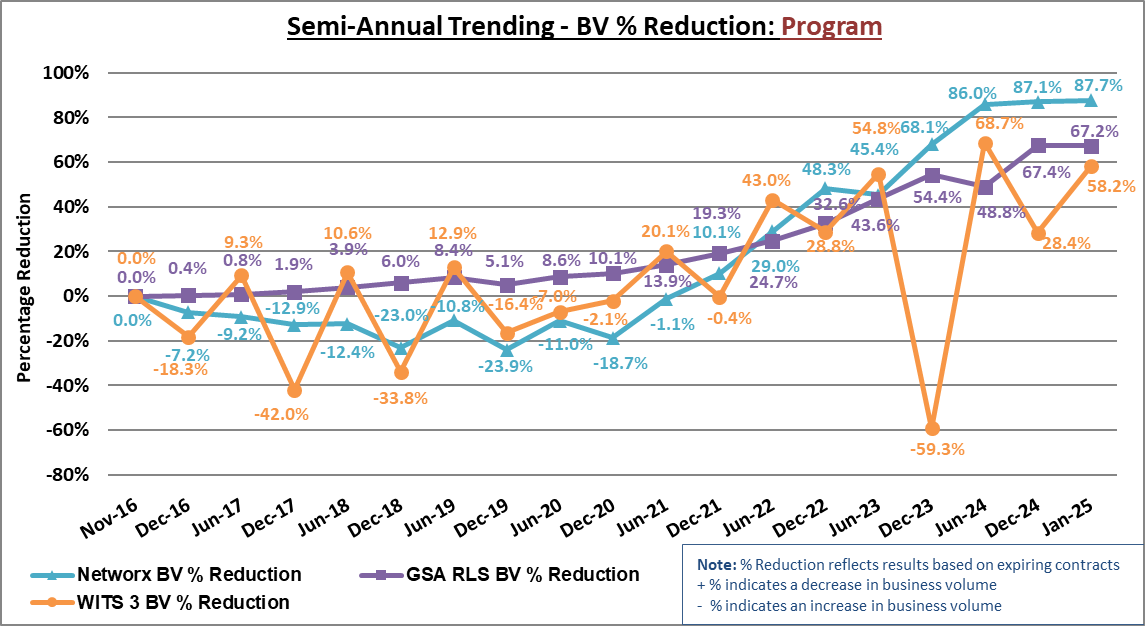 Semi-Annual Trending - BV % Reduction: Program
Percentage Reduction
100%
80%
60%
40%
20%
0%
-20%
-40%
-60%
-80%
0.0%
0.0%
0.0%
0.4%
-7.2%
-18.3%
9.3%
0.8%
-9.2%
1.9%
-12.9%
-42.0%
10.6%
3.9%
-12.4%
6.0%
-23.0%
-33.8%
12.9%
8.4%
-10.8%
5.1%
-16.4%
-23.9%
8.6%
-7.0%
-11.0%
10.1%
-2.1%
-18.7%
20.1%
13.9%
-1.1%
19.3%
10.1%
-0.4%
43.0%
29.0%
24.7%
48.3%
32.6%
28.8%
54.8%
45.4%
43.6%
68.1%
54.4%
-59.3%
86.0%
68.7%
48.8%
87.1%
67.4%
28.4%
87.7%
67.2%
58.2%
Nov-16
Dec-16
Jun-17
Dec-17
Jun-18
Dec-18
Jun-19
Dec-19
Jun-20
Dec-20
Jun-21
Dec-21
Jun-22
Dec-22
Jun-23
Dec-23
Jun-24
Dec-24
Jan-25
Networx BV % Reduction
GSA RLS BV % Reduction
WITS 3 BV % Reduction
Note: % Reduction reflects results based on expiring contracts
+ % indicates a decrease in business volume
- % indicates an increase in business volume